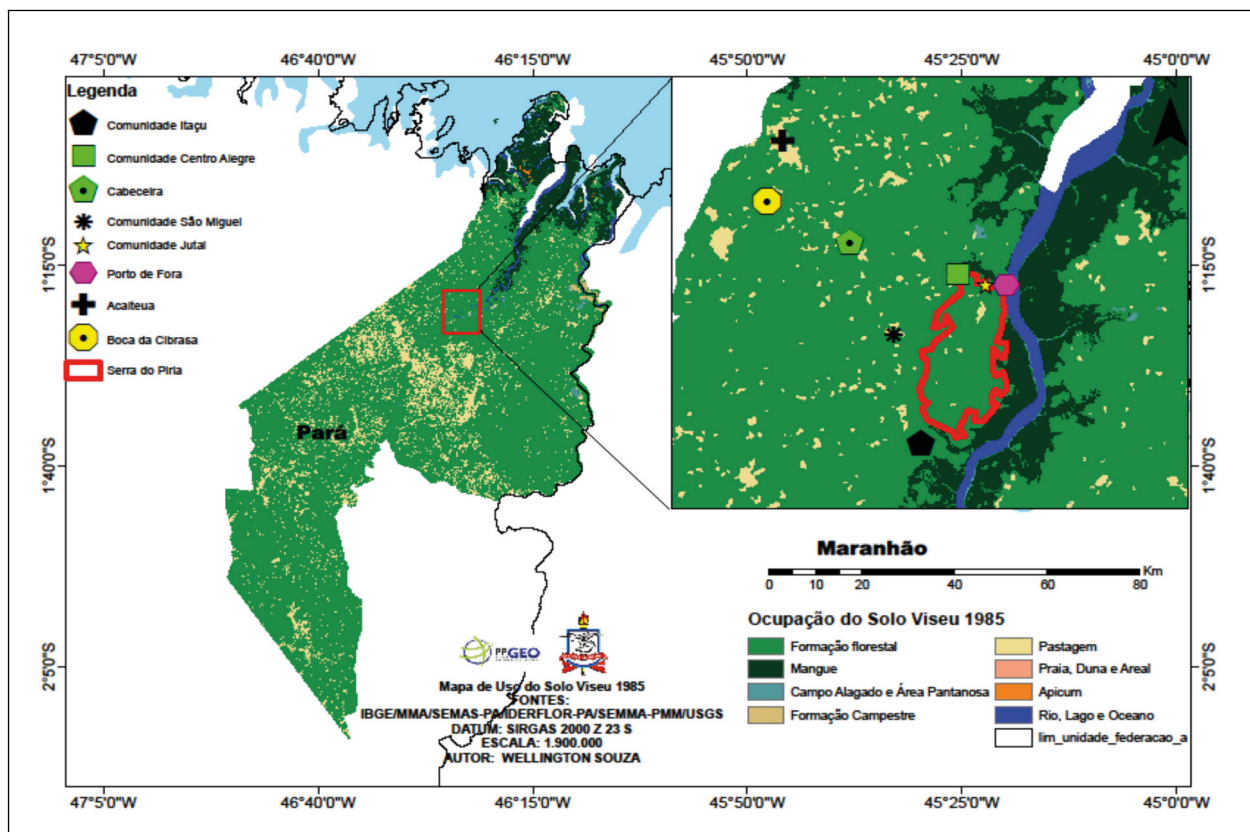 47°5'0"W 46°40'0"W 46°15'0"W 45°50'0"W 45°25'0"W 45°0'0"W
Legenda
Comunidade Itaçu
Comunidade Centro Alegre
Cabeceira
Comunidade São Miguel
Comunidade Jutal
Porto de Fora
Acaiteua
Boca da Cibrasa
Serra do Piria
1°15'0"S
1°40'0"S
2°5'0"S
Pará
1°15'0"S
1°40'0"S
2°5'0"S
Maranhão
0 10 20 40 60 80
Km
Ocupação do Solo Viseu 1985
Formação florestal
Mangue
Campo Alagado e Área Pantanosa
Formação Campestre
Pastagem
Praia, Duna e Areal
Apicum
Rio, Lago e Oceano
lim_unidade_federacao_a
PPGEO
Mapa de Uso do Solo Viseu 1985
FONTES:
IBGE/MMA/SEMAS-PA/IDERFLOR-PA/SEMMA-PMM/USGS
DATUM: SIRGAS 2000 Z 23 S
ESCALA: 1.900.000
AUTOR: WELLINGTON SOUZA
47°5'0"W 46°40'0"W 46°15'0"W 45°50'0"W 45°25'0"W 45°0'0"W